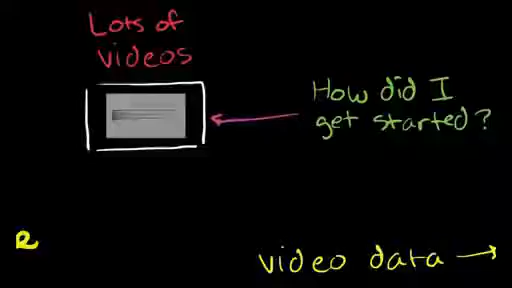 Lots of
videos
How did I
get started?
video data →